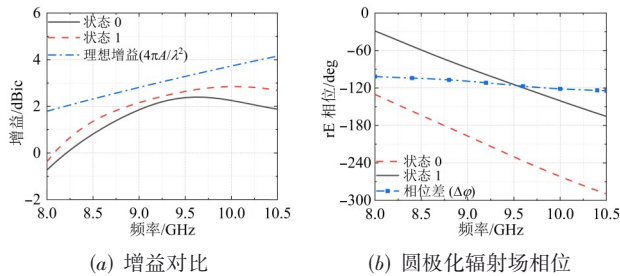 状态 0
状态 1
理想增益(4πA/λ²)
6
4
2
0
−2
增益/dBic
8.0 8.5 9.0 9.5 10.0 10.5
频率/GHz
(a) 增益对比
0
−60
−120
−180
−240
−300
rE 相位/deg
状态 0
状态 1
相位差 (Δφ)
8.0 8.5 9.0 9.5 10.0 10.5
频率/GHz
(b) 圆极化辐射场相位